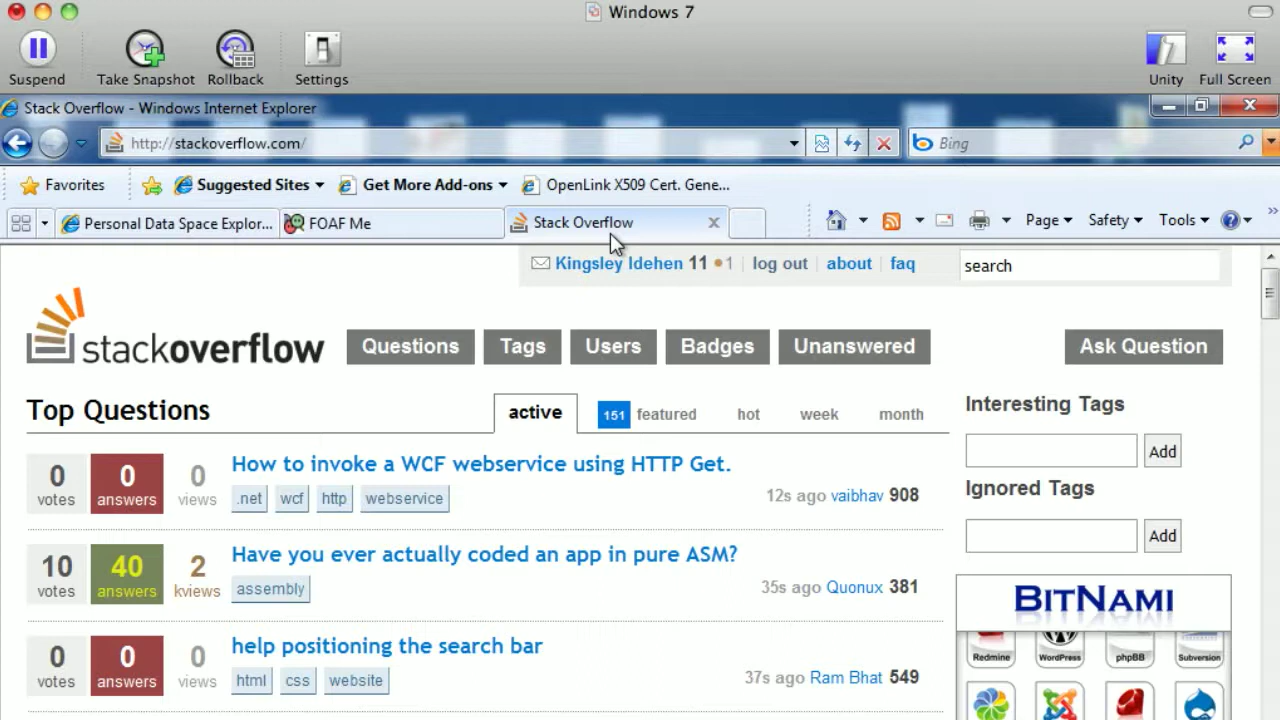 Windows 7
Suspend Take Snapshot Rollback Settings Unity Full Screen
Stack Overflow - Windows Internet Explorer
http://stackoverflow.com/ Bing
Favorites Suggested Sites Get More Add-ons OpenLink X509 Cert. Gene...
Personal Data Space Explor... FOAF Me Stack Overflow Page Safety Tools
Kingsley Idehen 11 1 log out about faq search
stackoverflow Questions Tags Users Badges Unanswered Ask Question
Top Questions active 151 featured hot week month
Interesting Tags
Add
Ignored Tags
Add
0 votes 0 answers 0 views
How to invoke a WCF webservice using HTTP Get.
.net wcf http webservice
12s ago vaibhav 908
10 votes 40 answers 2 kviews
Have you ever actually coded an app in pure ASM?
assembly
35s ago Quonux 381
0 votes 0 answers 0 views
help positioning the search bar
html css website
37s ago Ram Bhat 549
BITNAMI
Redmine WordPress phpBB Subversion